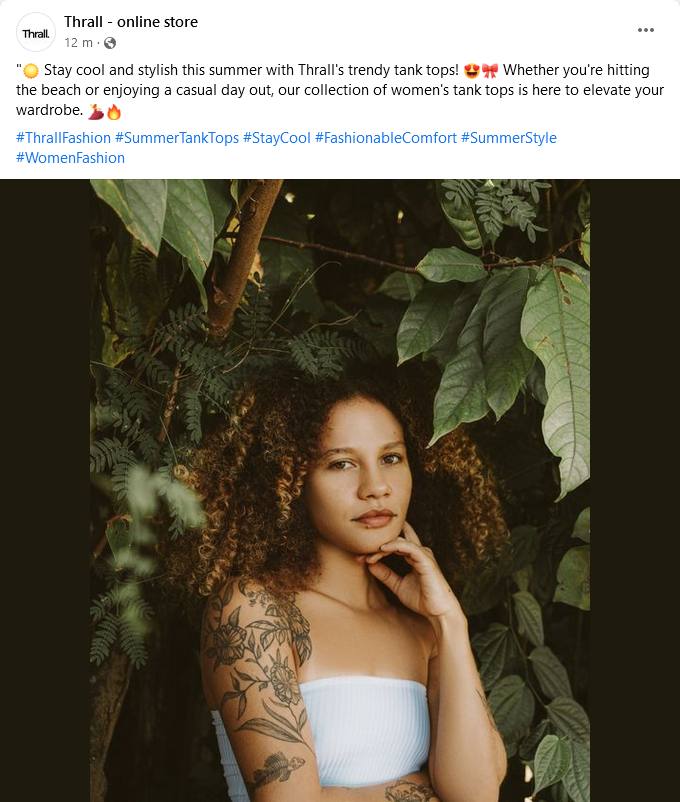 Thrall.
Thrall - online store
12 m ·
"☀️ Stay cool and stylish this summer with Thrall's trendy tank tops! 🤩🎀 Whether you're hitting
the beach or enjoying a casual day out, our collection of women's tank tops is here to elevate your
wardrobe. 💃🔥
#ThrallFashion #SummerTankTops #StayCool #FashionableComfort #SummerStyle
#WomenFashion